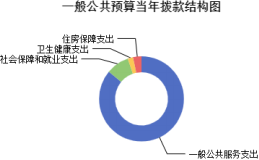 一般公共预算当年拨款结构图
住房保障支出
卫生健康支出
社会保障和就业支出
一般公共服务支出